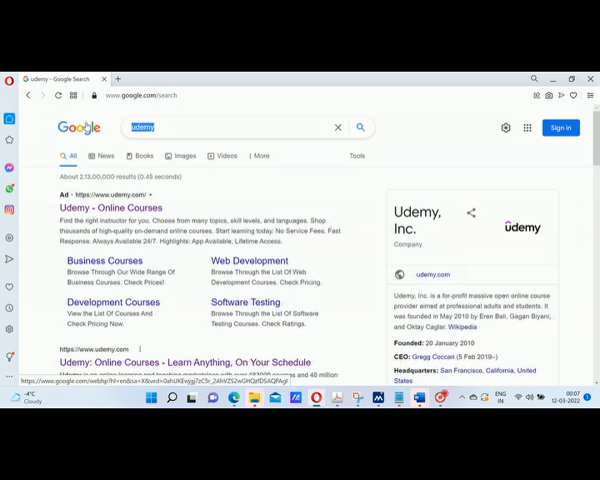 udemy - Google Search
www.google.com/search
Google
udemy
Sign in
All
News
Books
Images
Videos
More
Tools
About 2,13,00,000 results (0.45 seconds)
Ad · https://www.udemy.com/
Udemy - Online Courses
Find the right instructor for you. Choose from many topics, skill levels, and languages. Shop
thousands of high-quality on-demand online courses. Start learning today. No Service Fees. Fast
Response. Always Available 24/7. Highlights: App Available, Lifetime Access.
Business Courses
Browse Through Our Wide Range Of
Business Courses. Check Prices!
Web Development
Browse Through the List Of Web
Development Courses. Check Pricing.
Development Courses
View the List Of Courses And
Check Pricing Now.
Software Testing
Browse Through the List Of Software
Testing Courses. Check Ratings.
https://www.udemy.com
Udemy: Online Courses - Learn Anything, On Your Schedule
Udemy, Inc.
Company
udemy
udemy.com
Udemy, Inc. is a for-profit massive open online course
provider aimed at professional adults and students. It
was founded in May 2010 by Eren Bali, Gagan Biyani,
and Oktay Caglar. Wikipedia
Founded: 20 January 2010
CEO: Gregg Coccari (5 Feb 2019–)
Headquarters: San Francisco, California, United
States
-4°C
Cloudy
ENG
IN
00:07
12-03-2022